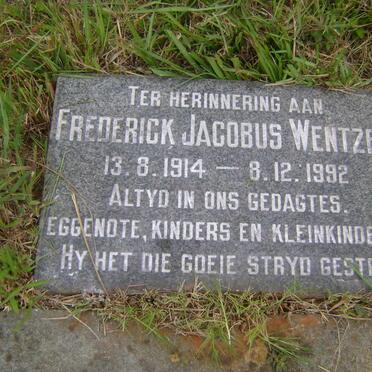 TER HERINNERING AAN
FREDERICK JACOBUS WENTZE
13.8.1914 — 8.12.1992
ALTYD IN ONS GEDAGTES.
EGGENOTE, KINDERS EN KLEINKINDE
HY HET DIE GOEIE STRYD GEST